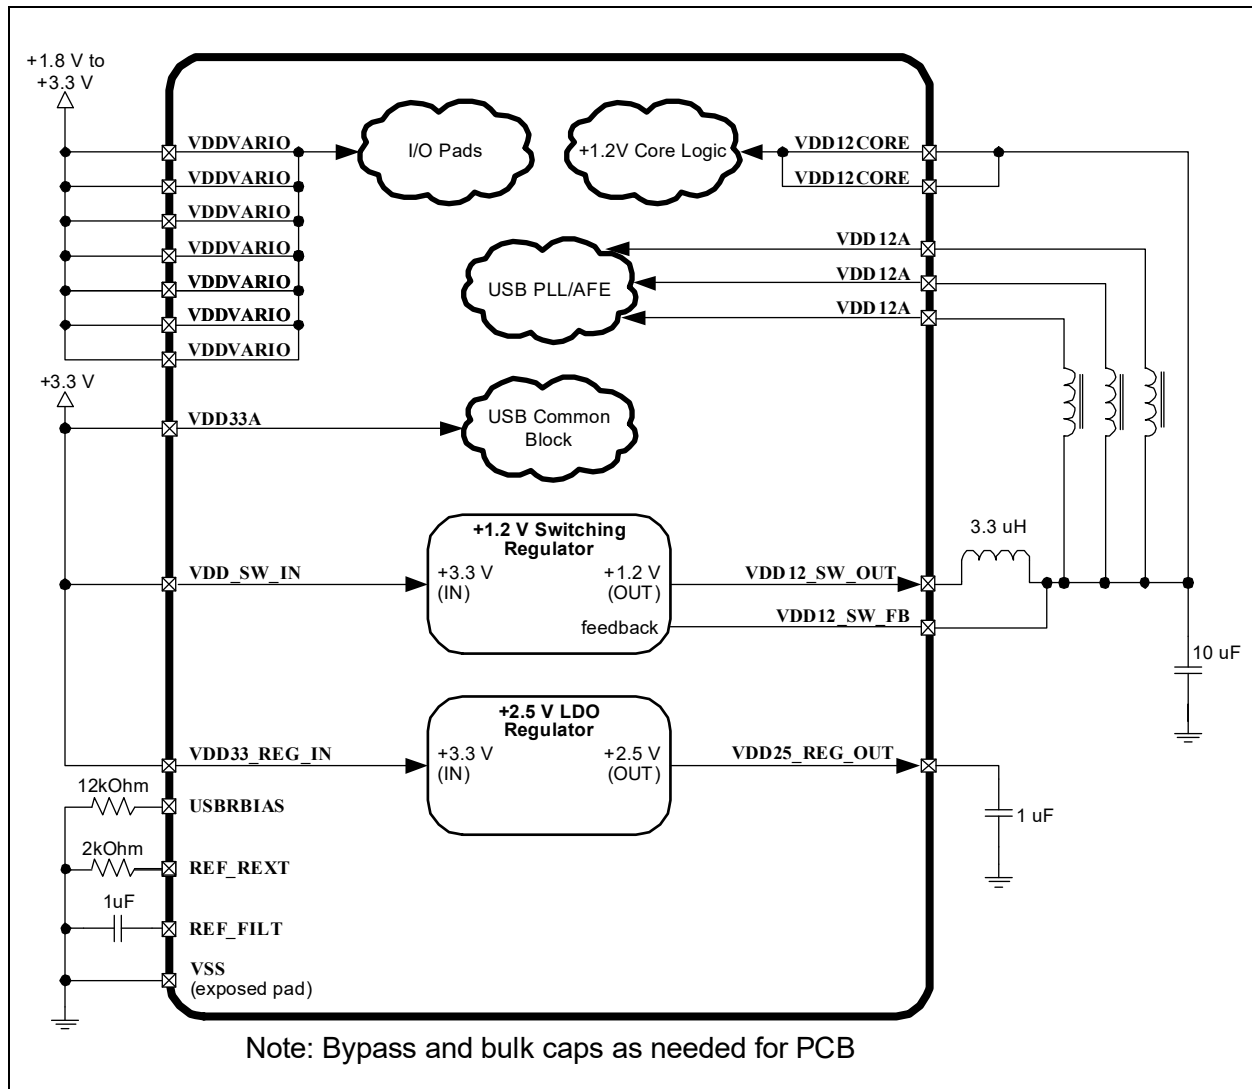 +1.8 V to
+3.3 V
VDDVARIO
VDDVARIO
VDDVARIO
VDDVARIO
VDDVARIO
VDDVARIO
VDDVARIO
I/O Pads
+1.2V Core Logic
VDD12CORE
VDD12CORE
VDD12A
VDD12A
VDD12A
USB PLL/AFE
+3.3 V
VDD33A
USB Common
Block
+1.2 V Switching
Regulator
VDD_SW_IN
+3.3 V
(IN)
+1.2 V
(OUT)
feedback
VDD12_SW_OUT
VDD12_SW_FB
3.3 uH
10 uF
+2.5 V LDO
Regulator
VDD33_REG_IN
+3.3 V
(IN)
+2.5 V
(OUT)
VDD25_REG_OUT
1 uF
12kOhm
USBRBIAS
2kOhm
REF_REXT
1uF
REF_FILT
VSS
(exposed pad)
Note: Bypass and bulk caps as needed for PCB